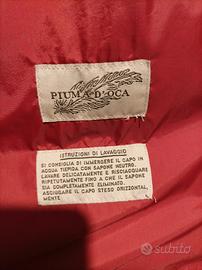 PIUMA D'OCA
ISTRUZIONI DI LAVAGGIO
SI CONSIGLIA DI IMMERGERE IL CAPO IN
ACQUA TIEPIDA CON SAPONE NEUTRO.
LAVARE DELICATAMENTE E RISCIACQUARE
RIPETUTAMENTE FINO A CHE IL SAPONE
SIA COMPLETAMENTE ELIMINATO.
ASCIUGARE IL CAPO STESO ORIZZONTAL
MENTE
subito